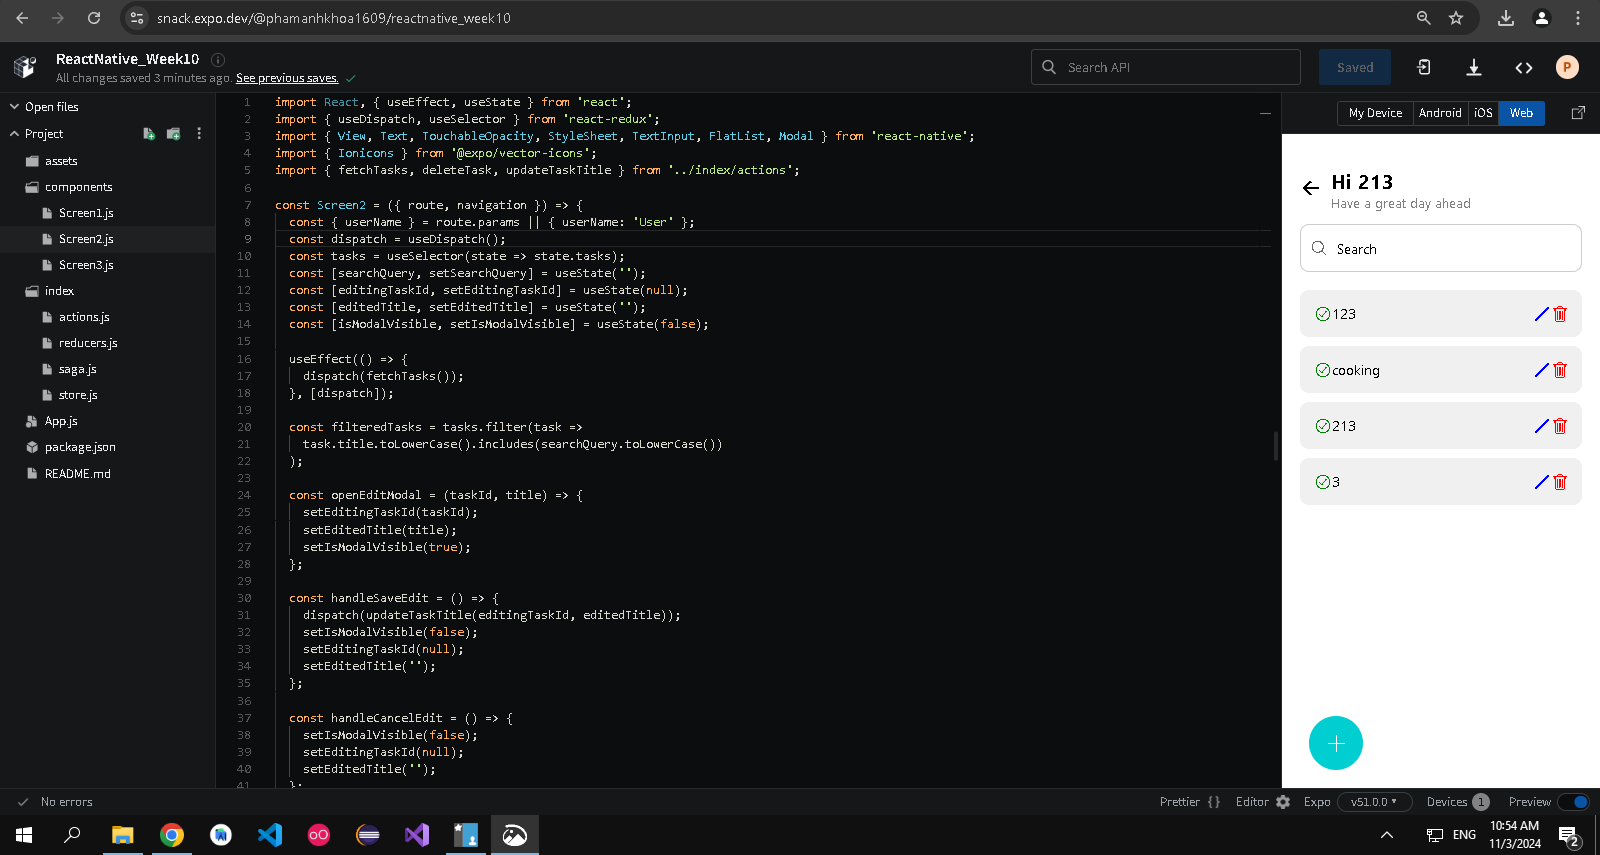 snack.expo.dev/@phamanhkhoa1609/reactnative_week10
ReactNative_Week10
All changes saved 3 minutes ago. See previous saves.
Search API
Saved
P
Open files
Project
assets
components
Screen1.js
Screen2.js
Screen3.js
index
actions.js
reducers.js
saga.js
store.js
App.js
package.json
README.md
1 import React, { useEffect, useState } from 'react';
2 import { useDispatch, useSelector } from 'react-redux';
3 import { View, Text, TouchableOpacity, StyleSheet, TextInput, FlatList, Modal } from 'react-native';
4 import { Ionicons } from '@expo/vector-icons';
5 import { fetchTasks, deleteTask, updateTaskTitle } from '../index/actions';
6
7 const Screen2 = ({ route, navigation }) => {
8 const { userName } = route.params || { userName: 'User' };
9 const dispatch = useDispatch();
10 const tasks = useSelector(state => state.tasks);
11 const [searchQuery, setSearchQuery] = useState('');
12 const [editingTaskId, setEditingTaskId] = useState(null);
13 const [editedTitle, setEditedTitle] = useState('');
14 const [isModalVisible, setIsModalVisible] = useState(false);
15
16 useEffect(() => {
17 dispatch(fetchTasks());
18 }, [dispatch]);
19
20 const filteredTasks = tasks.filter(task =>
21 task.title.toLowerCase().includes(searchQuery.toLowerCase())
22 );
23
24 const openEditModal = (taskId, title) => {
25 setEditingTaskId(taskId);
26 setEditedTitle(title);
27 setIsModalVisible(true);
28 };
29
30 const handleSaveEdit = () => {
31 dispatch(updateTaskTitle(editingTaskId, editedTitle));
32 setIsModalVisible(false);
33 setEditingTaskId(null);
34 setEditedTitle('');
35 };
36
37 const handleCancelEdit = () => {
38 setIsModalVisible(false);
39 setEditingTaskId(null);
40 setEditedTitle('');
41 };
My Device Android iOS Web
Hi 213
Have a great day ahead
Search
123
cooking
213
3
No errors
Prettier { } Editor Expo v51.0.0 Devices 1 Preview
ENG
10:54 AM
11/3/2024
2